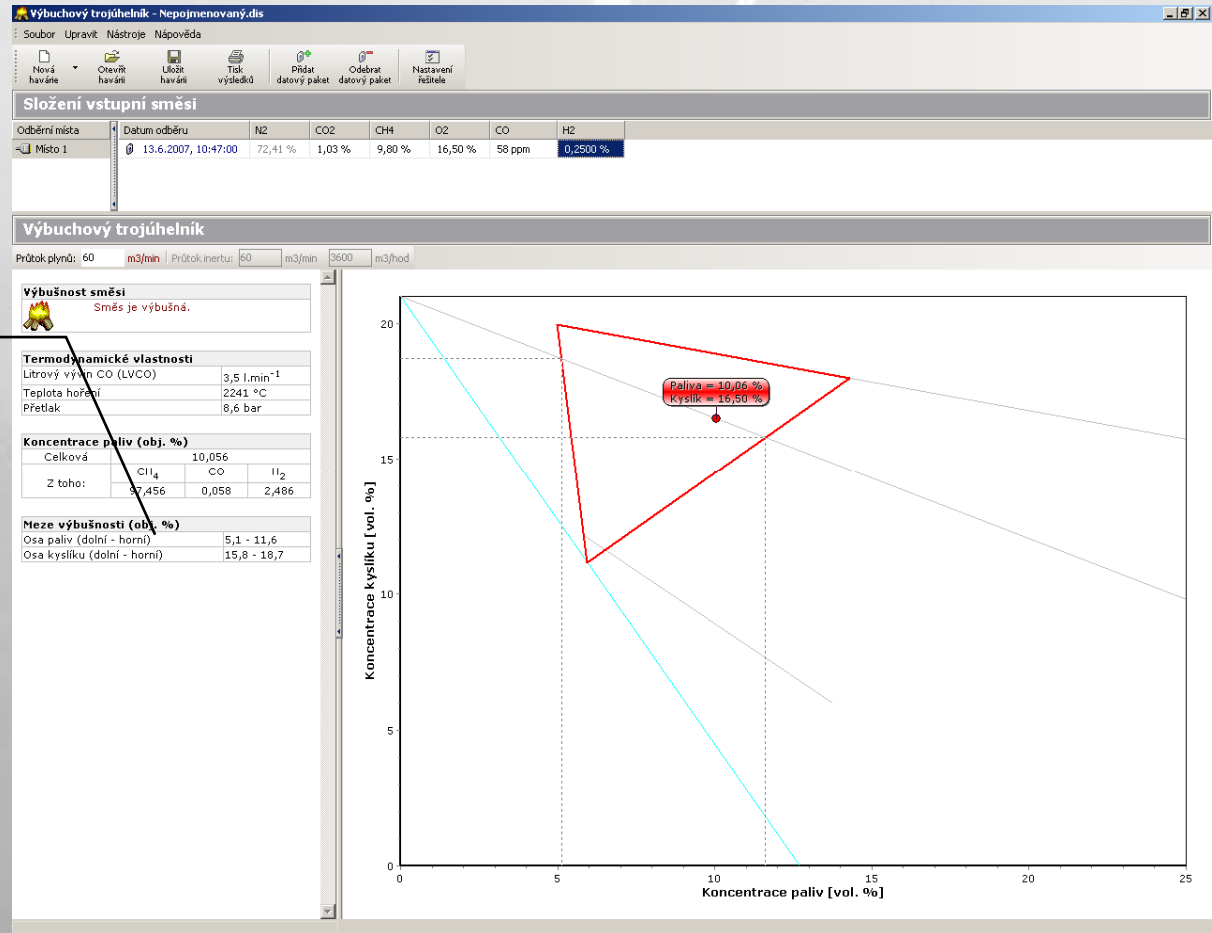 Výbuchový trojúhelník - Nepojmenovaný.dis
Soubor Upravit Nástroje Nápověda
Nová havárie
Otevřít havárii
Uložit havárii
Tisk výsledků
Přidat datový paket
Odebrat datový paket
Nastavení řešitele
Složení vstupní směsi
Odběrní místa Datum odběru N2 CO2 CH4 O2 CO H2
Místo 1 13.6.2007, 10:47:00 72,41 % 1,03 % 9,80 % 16,50 % 58 ppm 0,2500 %
Výbuchový trojúhelník
Průtok plynů: 60 m3/min Průtok inertu: 60 m3/min 3600 m3/hod
Výbušnost směsi
Směs je výbušná.
Termodynamické vlastnosti
Litrový vývin CO (LVCO) 3,5 l.min-1
Teplota hoření 2241 °C
Přetlak 8,6 bar
Koncentrace paliv (obj. %)
Celková 10,056
Z toho: CH4 CO H2
97,456 0,058 2,486
Meze výbušnosti (obj. %)
Osa paliv (dolní - horní) 5,1 - 11,6
Osa kyslíku (dolní - horní) 15,8 - 18,7
Koncentrace kyslíku [vol. %]
20
15
10
5
0
Paliva = 10,06 %
Kyslík = 16,50 %
0 5 10 15 20 25
Koncentrace paliv [vol. %]